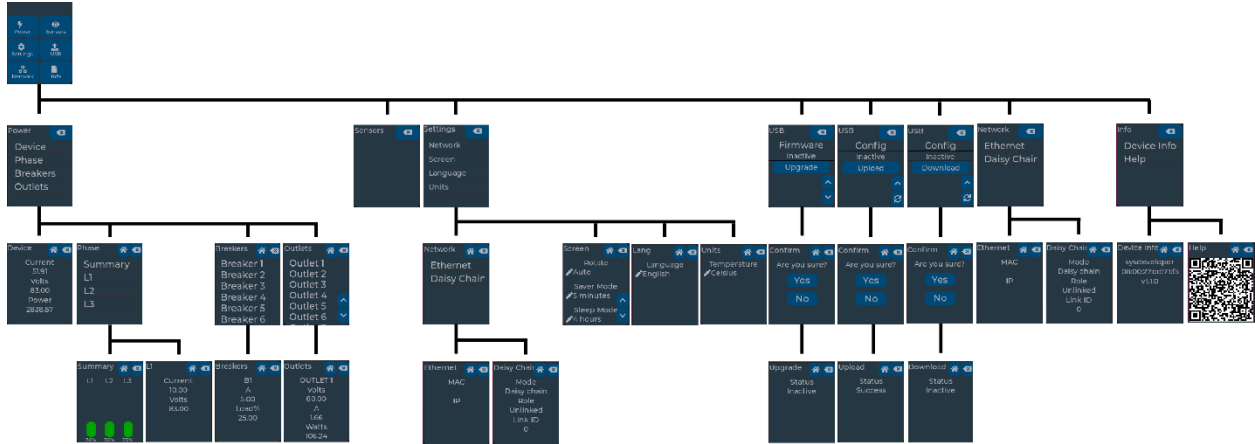 Power Sensors
Settings USB
Network Info
Power
Device
Phase
Breakers
Outlets
Sensors
Settings
Network
Screen
Language
Units
USB
Firmware
Inactive
Upgrade
USB
Config
Inactive
Upload
USB
Config
Inactive
Download
Network
Ethernet
Daisy Chain
Info
Device Info
Help
Device
Current
51.91
Volts
83.00
Power
2838.57
Phase
Summary
L1
L2
L3
Breakers
Breaker 1
Breaker 2
Breaker 3
Breaker 4
Breaker 5
Breaker 6
Outlets
Outlet 1
Outlet 2
Outlet 3
Outlet 4
Outlet 5
Outlet 6
Network
Ethernet
Daisy Chain
Screen
Rotate
Auto
Saver Mode
5 minutes
Sleep Mode
4 hours
Lang
Language
English
Units
Temperature
Celsius
Confirm
Are you sure?
Yes
No
Confirm
Are you sure?
Yes
No
Confirm
Are you sure?
Yes
No
Ethernet
MAC
IP
Daisy Chain
Mode
Daisy chain
Role
Unlinked
Link ID
0
Device Info
sysdeveloper
v1.1.0
Help
Summary
L1 L2 L3
L1
Current
10.00
Volts
83.00
Breakers
B1
A
5.00
Load%
25.00
Outlets
OUTLET 1
Volts
80.00
A
1.66
Watts
106.24
Ethernet
MAC
IP
Daisy Chain
Mode
Daisy chain
Role
Unlinked
Link ID
0
Upgrade
Status
Inactive
Upload
Status
Success
Download
Status
Inactive